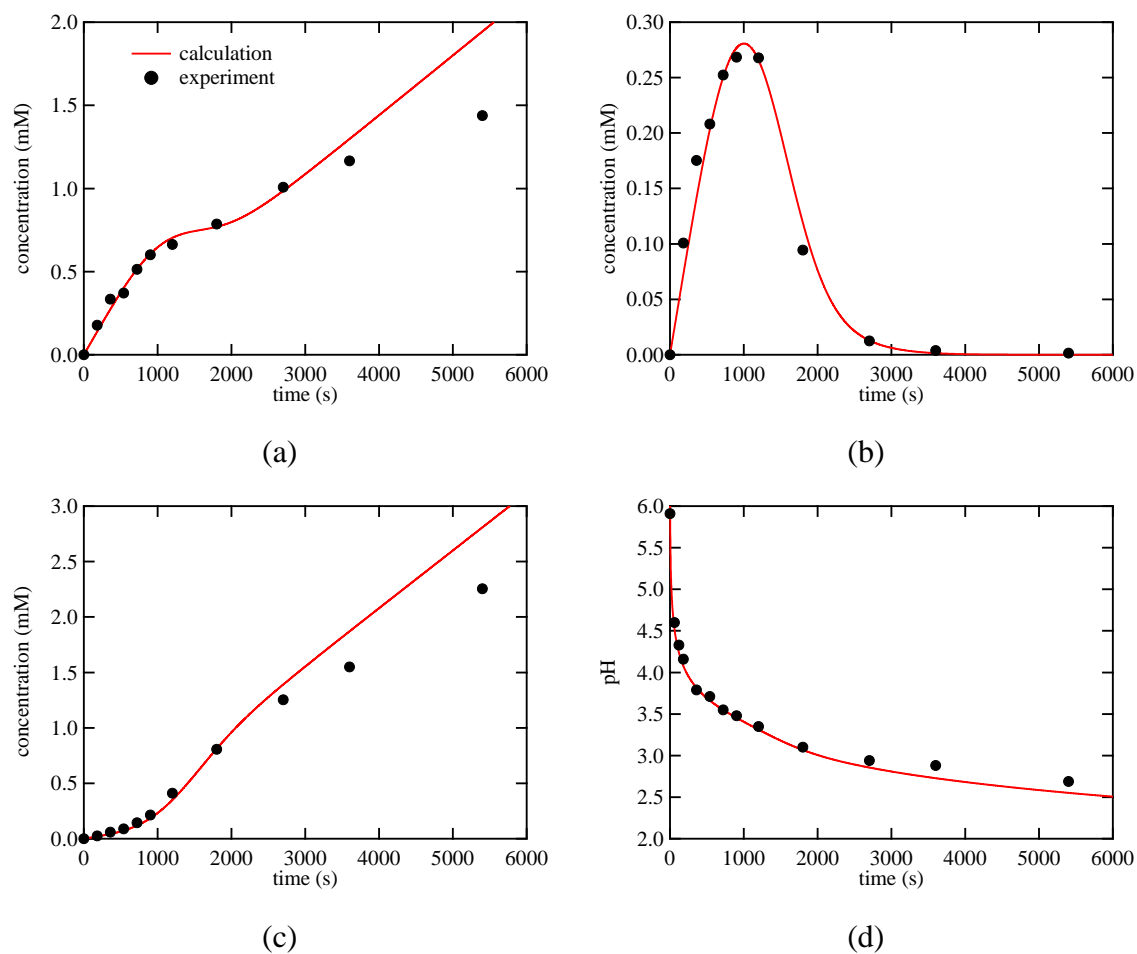 2.0
1.5
1.0
0.5
0.0
concentration (mM)
calculation
experiment
0 1000 2000 3000 4000 5000 6000
time (s)
(a)
0.30
0.25
0.20
0.15
0.10
0.05
0.00
concentration (mM)
0 1000 2000 3000 4000 5000 6000
time (s)
(b)
3.0
2.5
2.0
1.5
1.0
0.5
0.0
concentration (mM)
0 1000 2000 3000 4000 5000 6000
time (s)
(c)
6.0
5.5
5.0
4.5
4.0
3.5
3.0
2.5
2.0
pH
0 1000 2000 3000 4000 5000 6000
time (s)
(d)